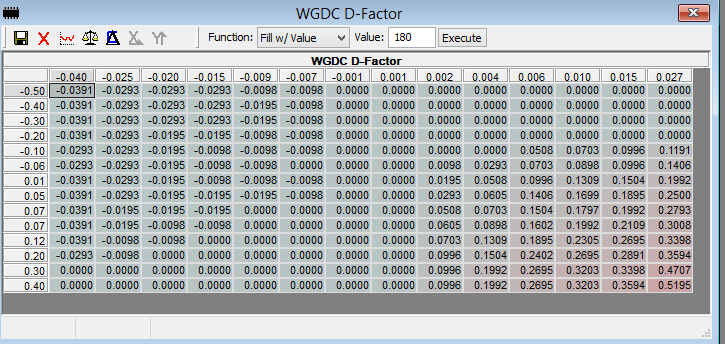 WGDC D-Factor
Function: Fill w/ Value Value: 180 Execute
WGDC D-Factor
-0.040 -0.025 -0.020 -0.015 -0.009 -0.007 -0.001 0.001 0.002 0.004 0.006 0.010 0.015 0.027
-0.50 -0.0391 -0.0293 -0.0293 -0.0293 -0.0098 -0.0098 0.0000 0.0000 0.0000 0.0000 0.0000 0.0000 0.0000 0.0000
-0.40 -0.0391 -0.0293 -0.0293 -0.0293 -0.0195 -0.0098 0.0000 0.0000 0.0000 0.0000 0.0000 0.0000 0.0000 0.0000
-0.30 -0.0391 -0.0293 -0.0293 -0.0293 -0.0195 -0.0098 0.0000 0.0000 0.0000 0.0000 0.0000 0.0000 0.0000 0.0000
-0.20 -0.0391 -0.0293 -0.0195 -0.0195 -0.0098 -0.0098 0.0000 0.0000 0.0000 0.0000 0.0000 0.0000 0.0000 0.0000
-0.10 -0.0293 -0.0293 -0.0195 -0.0098 -0.0098 -0.0098 0.0000 0.0000 0.0000 0.0000 0.0508 0.0703 0.0996 0.1191
-0.06 -0.0293 -0.0293 -0.0195 -0.0098 -0.0098 0.0000 0.0000 0.0000 0.0098 0.0293 0.0703 0.0898 0.0996 0.1406
0.01 -0.0391 -0.0293 -0.0195 -0.0195 -0.0098 -0.0098 0.0000 0.0000 0.0195 0.0508 0.0996 0.1309 0.1504 0.1992
0.05 -0.0391 -0.0293 -0.0195 -0.0195 -0.0195 -0.0098 0.0000 0.0000 0.0293 0.0605 0.1406 0.1699 0.1895 0.2500
0.07 -0.0391 -0.0195 -0.0195 -0.0195 0.0000 0.0000 0.0000 0.0000 0.0508 0.0703 0.1504 0.1797 0.1992 0.2793
0.07 -0.0391 -0.0195 -0.0098 -0.0098 0.0000 0.0000 0.0000 0.0000 0.0605 0.0898 0.1602 0.1992 0.2109 0.3008
0.12 -0.0391 -0.0098 -0.0098 0.0000 0.0000 0.0000 0.0000 0.0000 0.0703 0.1309 0.1895 0.2305 0.2695 0.3398
0.20 -0.0293 -0.0098 0.0000 0.0000 0.0000 0.0000 0.0000 0.0000 0.0996 0.1504 0.2402 0.2695 0.2891 0.3594
0.30 0.0000 0.0000 0.0000 0.0000 0.0000 0.0000 0.0000 0.0000 0.0996 0.1992 0.2695 0.3203 0.3398 0.4707
0.40 0.0000 0.0000 0.0000 0.0000 0.0000 0.0000 0.0000 0.0000 0.0996 0.1992 0.2695 0.3203 0.3594 0.5195